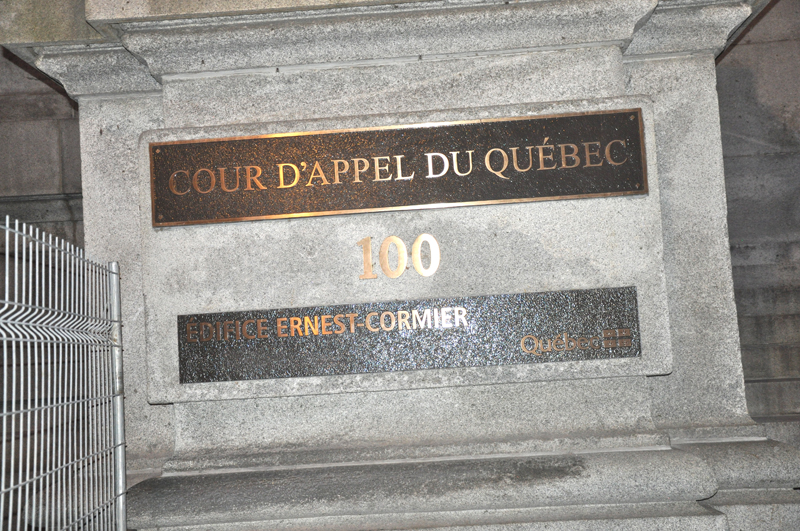 COUR D'APPEL DU QUÉBEC
100
ÉDIFICE ERNEST-CORMIER
Québec